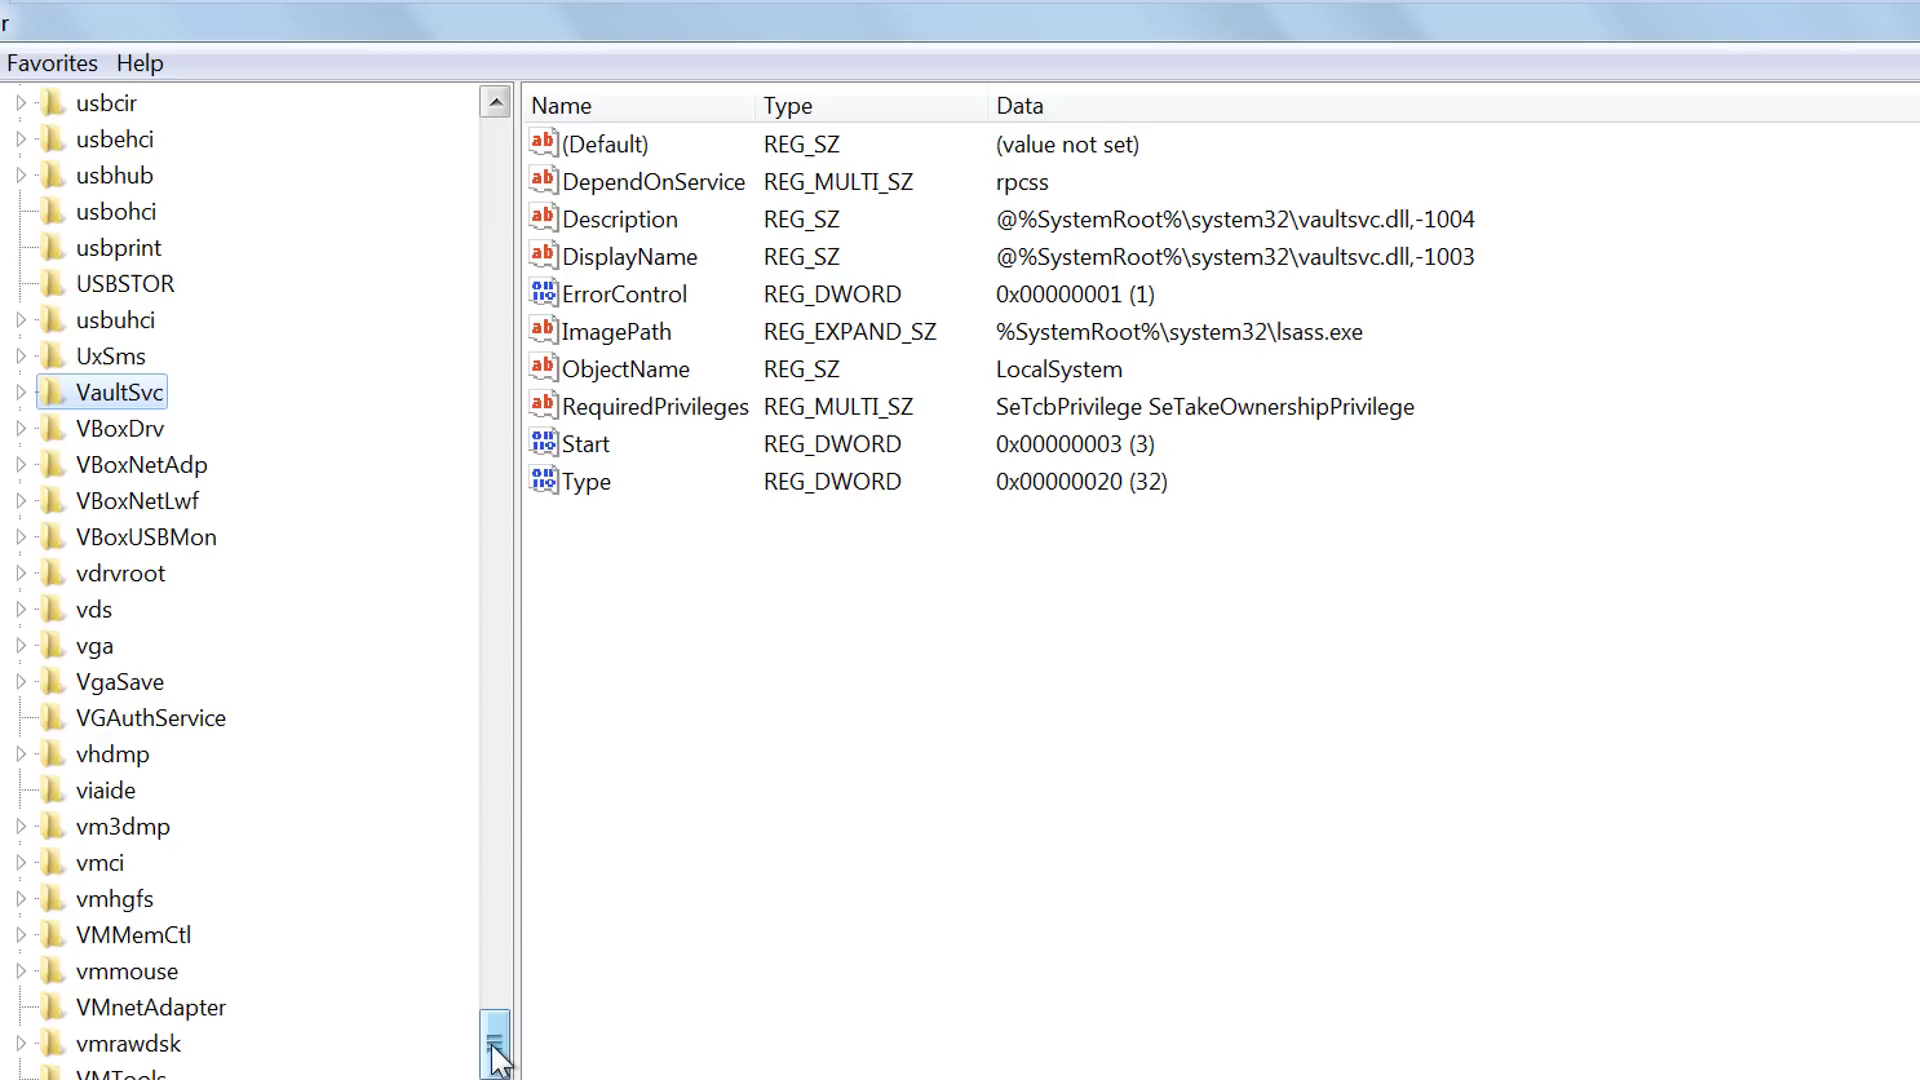 r
Favorites Help
usbcir
usbehci
usbhub
usbohci
usbprint
USBSTOR
usbuhci
UxSms
VaultSvc
VBoxDrv
VBoxNetAdp
VBoxNetLwf
VBoxUSBMon
vdrvroot
vds
vga
VgaSave
VGAuthService
vhdmp
viaide
vm3dmp
vmci
vmhgfs
VMMemCtl
vmmouse
VMnetAdapter
vmrawdsk
VMTools
Name Type Data
(Default) REG_SZ (value not set)
DependOnService REG_MULTI_SZ rpcss
Description REG_SZ @%SystemRoot%\system32\vaultsvc.dll,-1004
DisplayName REG_SZ @%SystemRoot%\system32\vaultsvc.dll,-1003
ErrorControl REG_DWORD 0x00000001 (1)
ImagePath REG_EXPAND_SZ %SystemRoot%\system32\lsass.exe
ObjectName REG_SZ LocalSystem
RequiredPrivileges REG_MULTI_SZ SeTcbPrivilege SeTakeOwnershipPrivilege
Start REG_DWORD 0x00000003 (3)
Type REG_DWORD 0x00000020 (32)